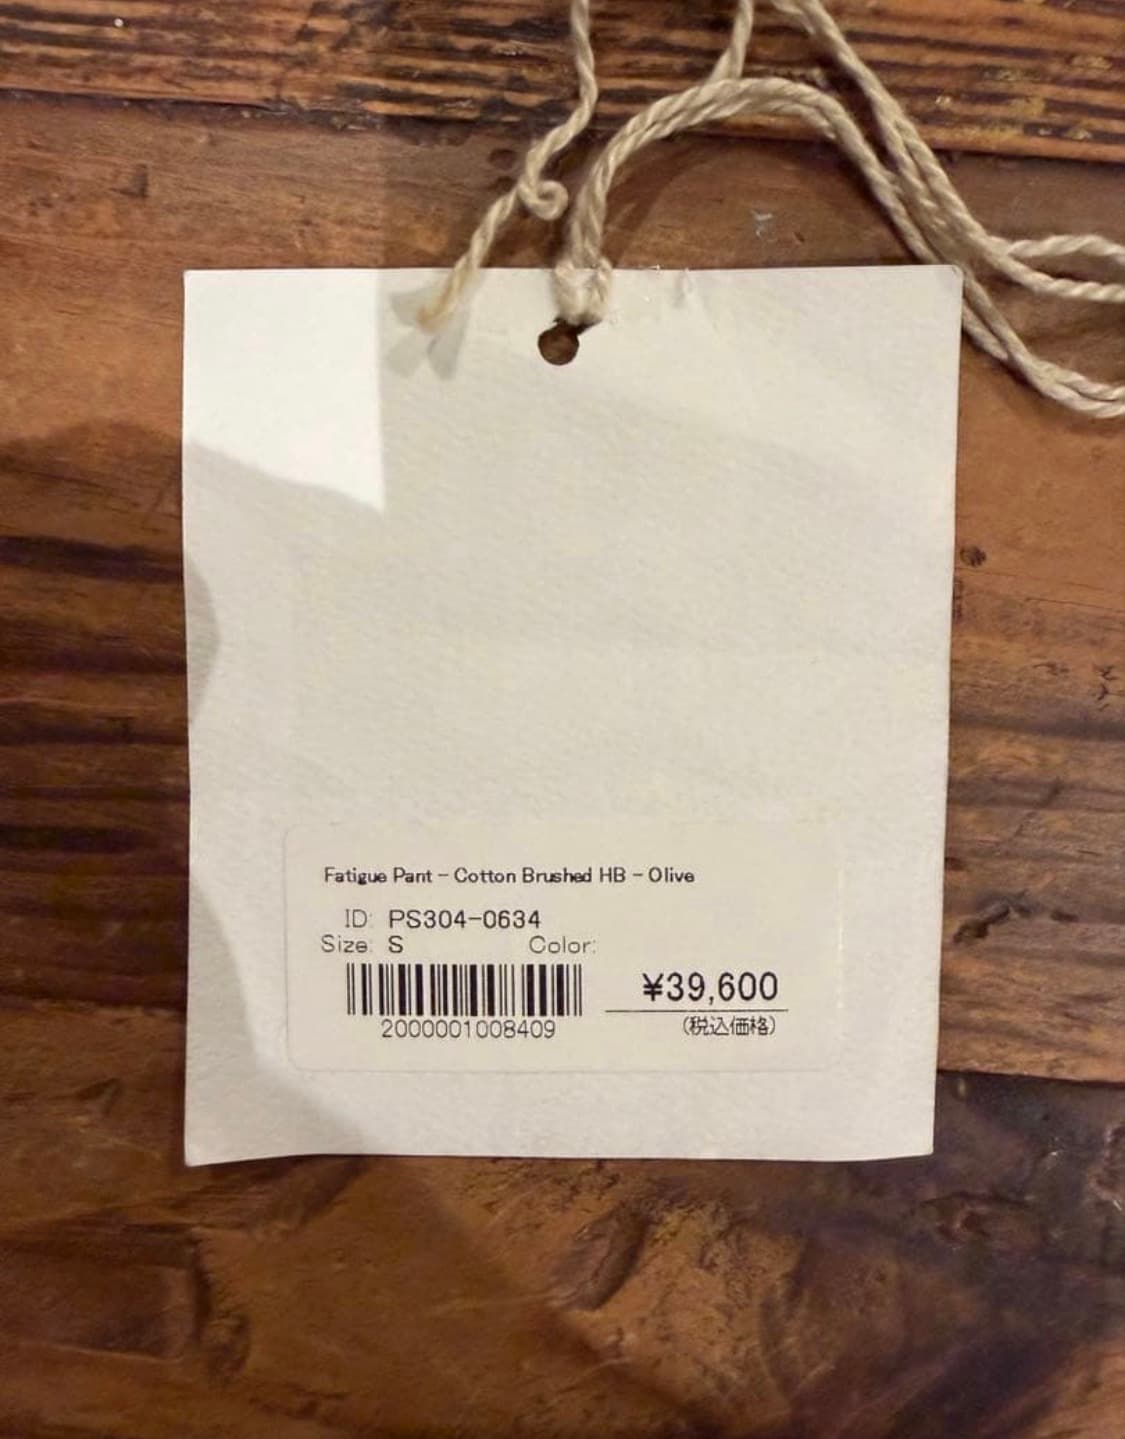 Fatigue Pant - Cotton Brushed HB - Olive
ID: PS304-0634
Size: S Color:
¥39,600
2000001008409
(税込価格)